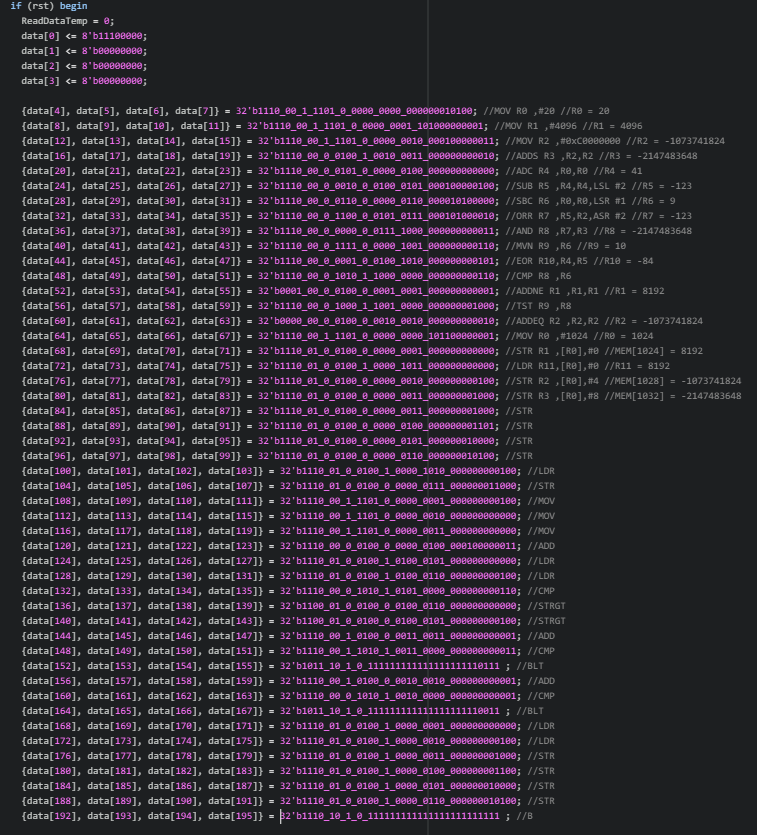 if (rst) begin
ReadDataTemp = 0;
data[0] <= 8'b11100000;
data[1] <= 8'b00000000;
data[2] <= 8'b00000000;
data[3] <= 8'b00000000;
{data[4], data[5], data[6], data[7]} = 32'b1110_00_1_1101_0_0000_0000_000000010100; //MOV R0 ,#20 //R0 = 20
{data[8], data[9], data[10], data[11]} = 32'b1110_00_1_1101_0_0000_0001_101000000001; //MOV R1 ,#4096 //R1 = 4096
{data[12], data[13], data[14], data[15]} = 32'b1110_00_1_1101_0_0000_0010_000100000011; //MOV R2 ,#0xC0000000 //R2 = -1073741824
{data[16], data[17], data[18], data[19]} = 32'b1110_00_0_0100_1_0010_0011_000000000010; //ADDS R3 ,R2,R2 //R3 = -2147483648
{data[20], data[21], data[22], data[23]} = 32'b1110_00_0_0101_0_0000_0100_000000000000; //ADC R4 ,R0,R0 //R4 = 41
{data[24], data[25], data[26], data[27]} = 32'b1110_00_0_0010_0_0100_0101_000100000100; //SUB R5 ,R4,R4,LSL #2 //R5 = -123
{data[28], data[29], data[30], data[31]} = 32'b1110_00_0_0110_0_0000_0110_000010100000; //SBC R6 ,R0,R0,LSR #1 //R6 = 9
{data[32], data[33], data[34], data[35]} = 32'b1110_00_0_1100_0_0101_0111_000101000010; //ORR R7 ,R5,R2,ASR #2 //R7 = -123
{data[36], data[37], data[38], data[39]} = 32'b1110_00_0_0000_0_0111_1000_000000000011; //AND R8 ,R7,R3 //R8 = -2147483648
{data[40], data[41], data[42], data[43]} = 32'b1110_00_0_1111_0_0000_1001_000000000110; //MVN R9 ,R6 //R9 = 10
{data[44], data[45], data[46], data[47]} = 32'b1110_00_0_0001_0_0100_1010_000000000101; //EOR R10,R4,R5 //R10 = -84
{data[48], data[49], data[50], data[51]} = 32'b1110_00_0_1010_1_1000_0000_000000000110; //CMP R8 ,R6
{data[52], data[53], data[54], data[55]} = 32'b0001_00_0_0100_0_0001_0001_000000000001; //ADDNE R1 ,R1,R1 //R1 = 8192
{data[56], data[57], data[58], data[59]} = 32'b1110_00_0_1000_1_1001_0000_000000001000; //TST R9 ,R8
{data[60], data[61], data[62], data[63]} = 32'b0000_00_0_0100_0_0010_0010_000000000010; //ADDEQ R2 ,R2,R2 //R2 = -1073741824
{data[64], data[65], data[66], data[67]} = 32'b1110_00_1_1101_0_0000_0000_101100000001; //MOV R0 ,#1024 //R0 = 1024
{data[68], data[69], data[70], data[71]} = 32'b1110_01_0_0100_0_0000_0001_000000000000; //STR R1 ,[R0],#0 //MEM[1024] = 8192
{data[72], data[73], data[74], data[75]} = 32'b1110_01_0_0100_1_0000_1011_000000000000; //LDR R11,[R0],#0 //R11 = 8192
{data[76], data[77], data[78], data[79]} = 32'b1110_01_0_0100_0_0000_0010_000000000100; //STR R2 ,[R0],#4 //MEM[1028] = -1073741824
{data[80], data[81], data[82], data[83]} = 32'b1110_01_0_0100_0_0000_0011_000000001000; //STR R3 ,[R0],#8 //MEM[1032] = -2147483648
{data[84], data[85], data[86], data[87]} = 32'b1110_01_0_0100_0_0000_0011_000000001000; //STR
{data[88], data[89], data[90], data[91]} = 32'b1110_01_0_0100_0_0000_0100_000000001101; //STR
{data[92], data[93], data[94], data[95]} = 32'b1110_01_0_0100_0_0000_0101_000000010000; //STR
{data[96], data[97], data[98], data[99]} = 32'b1110_01_0_0100_0_0000_0110_000000010100; //STR
{data[100], data[101], data[102], data[103]} = 32'b1110_01_0_0100_1_0000_1010_000000000100; //LDR
{data[104], data[105], data[106], data[107]} = 32'b1110_01_0_0100_0_0000_0111_000000011000; //STR
{data[108], data[109], data[110], data[111]} = 32'b1110_00_1_1101_0_0000_0001_000000000100; //MOV
{data[112], data[113], data[114], data[115]} = 32'b1110_00_1_1101_0_0000_0010_000000000000; //MOV
{data[116], data[117], data[118], data[119]} = 32'b1110_00_1_1101_0_0000_0011_000000000000; //MOV
{data[120], data[121], data[122], data[123]} = 32'b1110_00_0_0100_0_0000_0100_000100000011; //ADD
{data[124], data[125], data[126], data[127]} = 32'b1110_01_0_0100_1_0100_0101_000000000000; //LDR
{data[128], data[129], data[130], data[131]} = 32'b1110_01_0_0100_1_0100_0110_000000000100; //LDR
{data[132], data[133], data[134], data[135]} = 32'b1110_00_0_1010_1_0101_0000_000000000110; //CMP
{data[136], data[137], data[138], data[139]} = 32'b1100_01_0_0100_0_0100_0110_000000000000; //STRGT
{data[140], data[141], data[142], data[143]} = 32'b1100_01_0_0100_0_0100_0101_000000000100; //STRGT
{data[144], data[145], data[146], data[147]} = 32'b1110_00_1_0100_0_0011_0011_000000000001; //ADD
{data[148], data[149], data[150], data[151]} = 32'b1110_00_1_1010_1_0011_0000_000000000011; //CMP
{data[152], data[153], data[154], data[155]} = 32'b1011_10_1_0_111111111111111111110111 ; //BLT
{data[156], data[157], data[158], data[159]} = 32'b1110_00_1_0100_0_0010_0010_000000000001; //ADD
{data[160], data[161], data[162], data[163]} = 32'b1110_00_0_1010_1_0010_0000_000000000001; //CMP
{data[164], data[165], data[166], data[167]} = 32'b1011_10_1_0_111111111111111111110011 ; //BLT
{data[168], data[169], data[170], data[171]} = 32'b1110_01_0_0100_1_0000_0001_000000000000; //LDR
{data[172], data[173], data[174], data[175]} = 32'b1110_01_0_0100_1_0000_0010_000000000100; //LDR
{data[176], data[177], data[178], data[179]} = 32'b1110_01_0_0100_1_0000_0011_000000001000; //STR
{data[180], data[181], data[182], data[183]} = 32'b1110_01_0_0100_1_0000_0100_000000001100; //STR
{data[184], data[185], data[186], data[187]} = 32'b1110_01_0_0100_1_0000_0101_000000010000; //STR
{data[188], data[189], data[190], data[191]} = 32'b1110_01_0_0100_1_0000_0110_000000010100; //STR
{data[192], data[193], data[194], data[195]} = 32'b1110_10_1_0_111111111111111111111111 ; //B